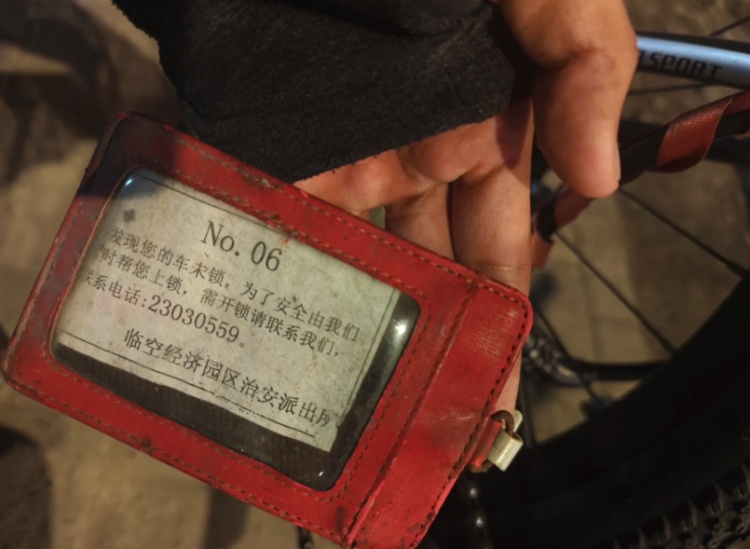 No. 06
发现您的车未锁，为了安全由我们
时帮您上锁，需开锁请联系我们，
联系电话:23030559。
临空经济园区治安派出所
SPORT